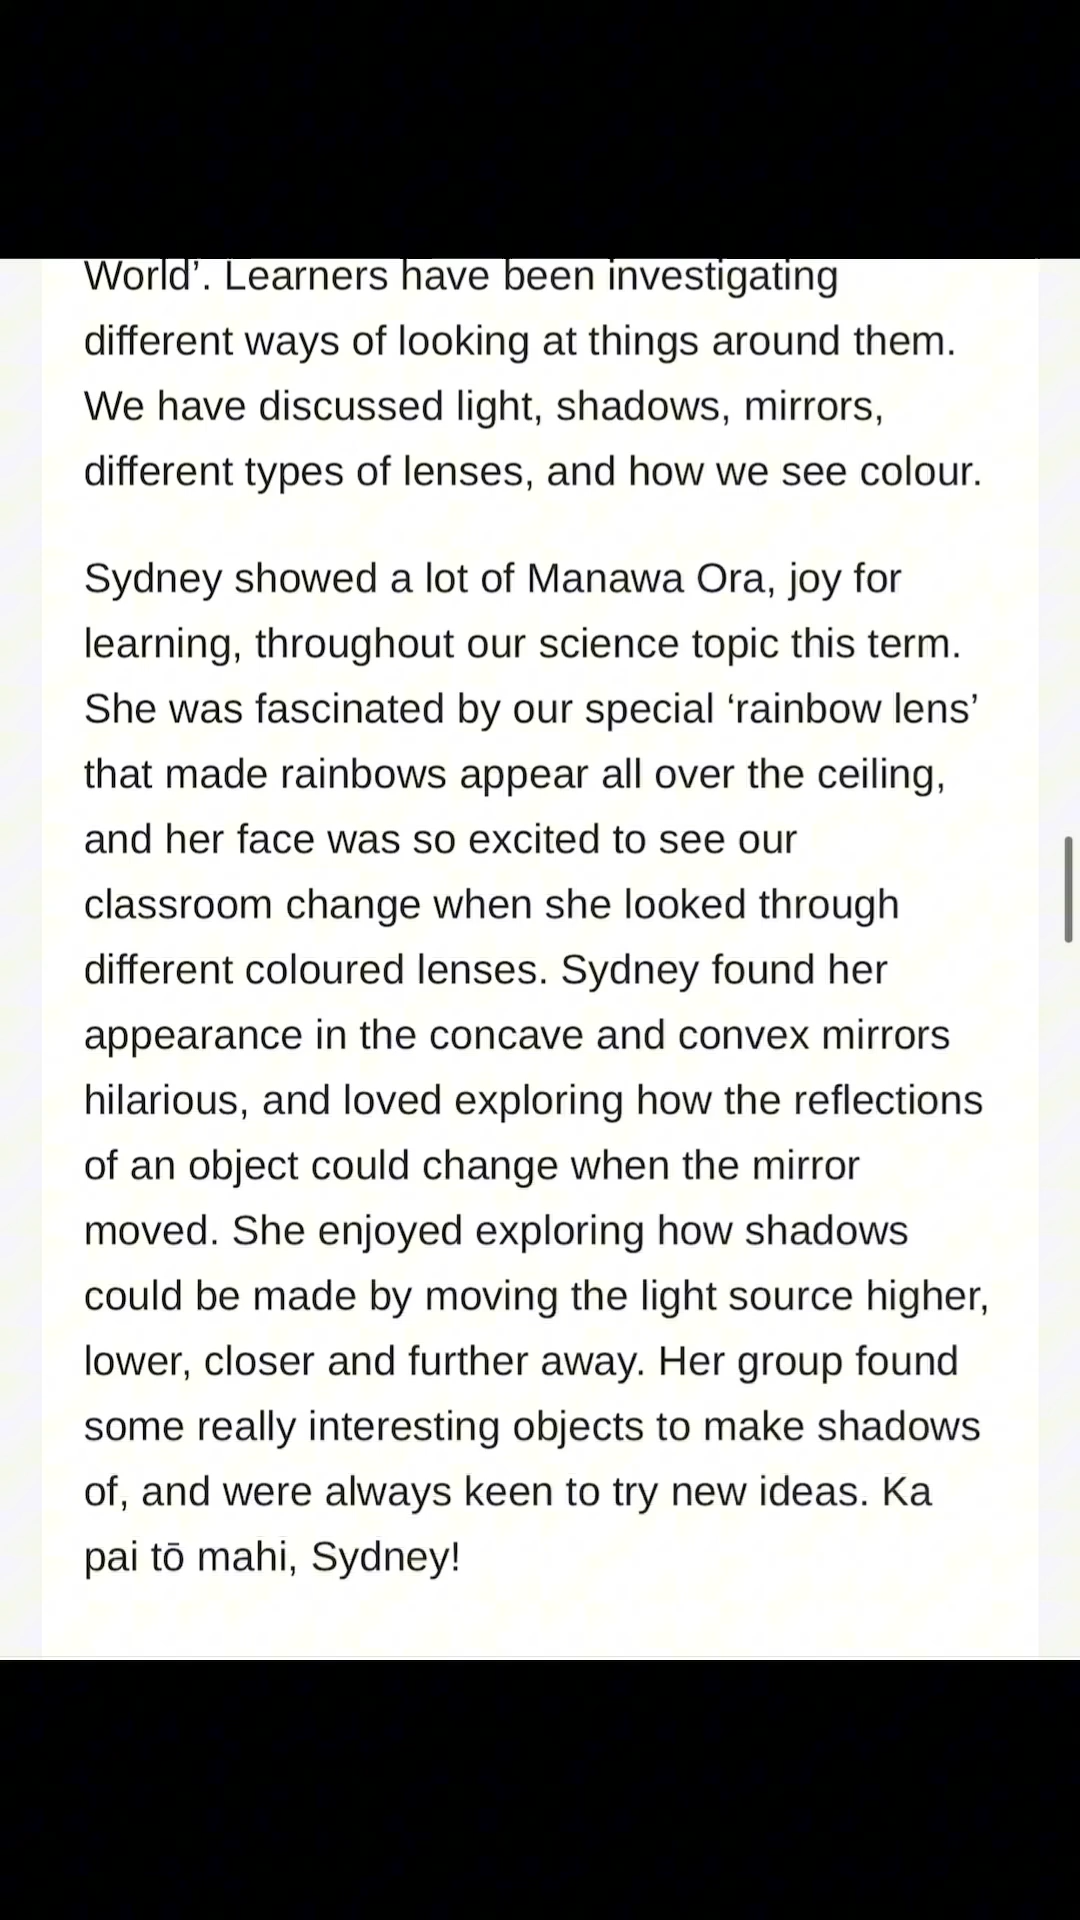 World’. Learners have been investigating
different ways of looking at things around them.
We have discussed light, shadows, mirrors,
different types of lenses, and how we see colour.
Sydney showed a lot of Manawa Ora, joy for
learning, throughout our science topic this term.
She was fascinated by our special ‘rainbow lens’
that made rainbows appear all over the ceiling,
and her face was so excited to see our
classroom change when she looked through
different coloured lenses. Sydney found her
appearance in the concave and convex mirrors
hilarious, and loved exploring how the reflections
of an object could change when the mirror
moved. She enjoyed exploring how shadows
could be made by moving the light source higher,
lower, closer and further away. Her group found
some really interesting objects to make shadows
of, and were always keen to try new ideas. Ka
pai tō mahi, Sydney!